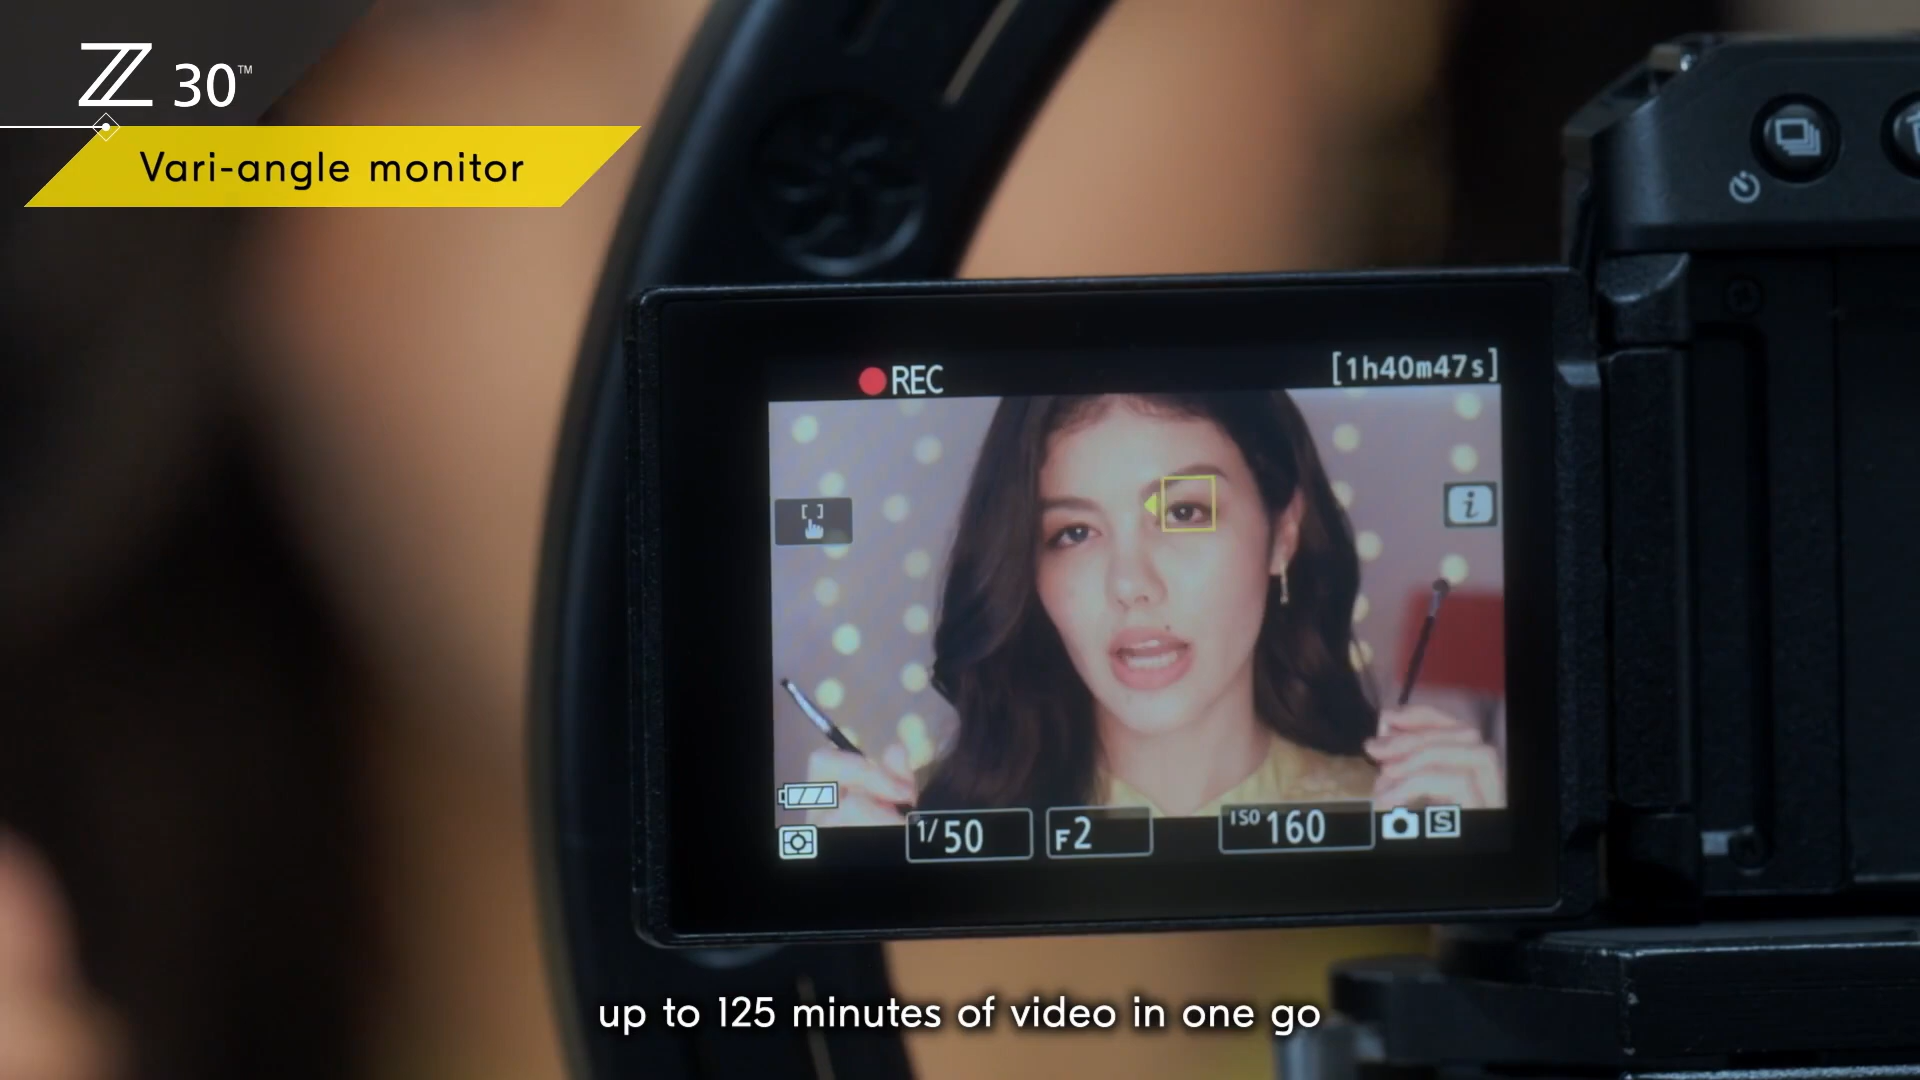 Z 30™
Vari-angle monitor
REC [1h40m47s]
i
1/50 F2 ISO 160 S
up to 125 minutes of video in one go